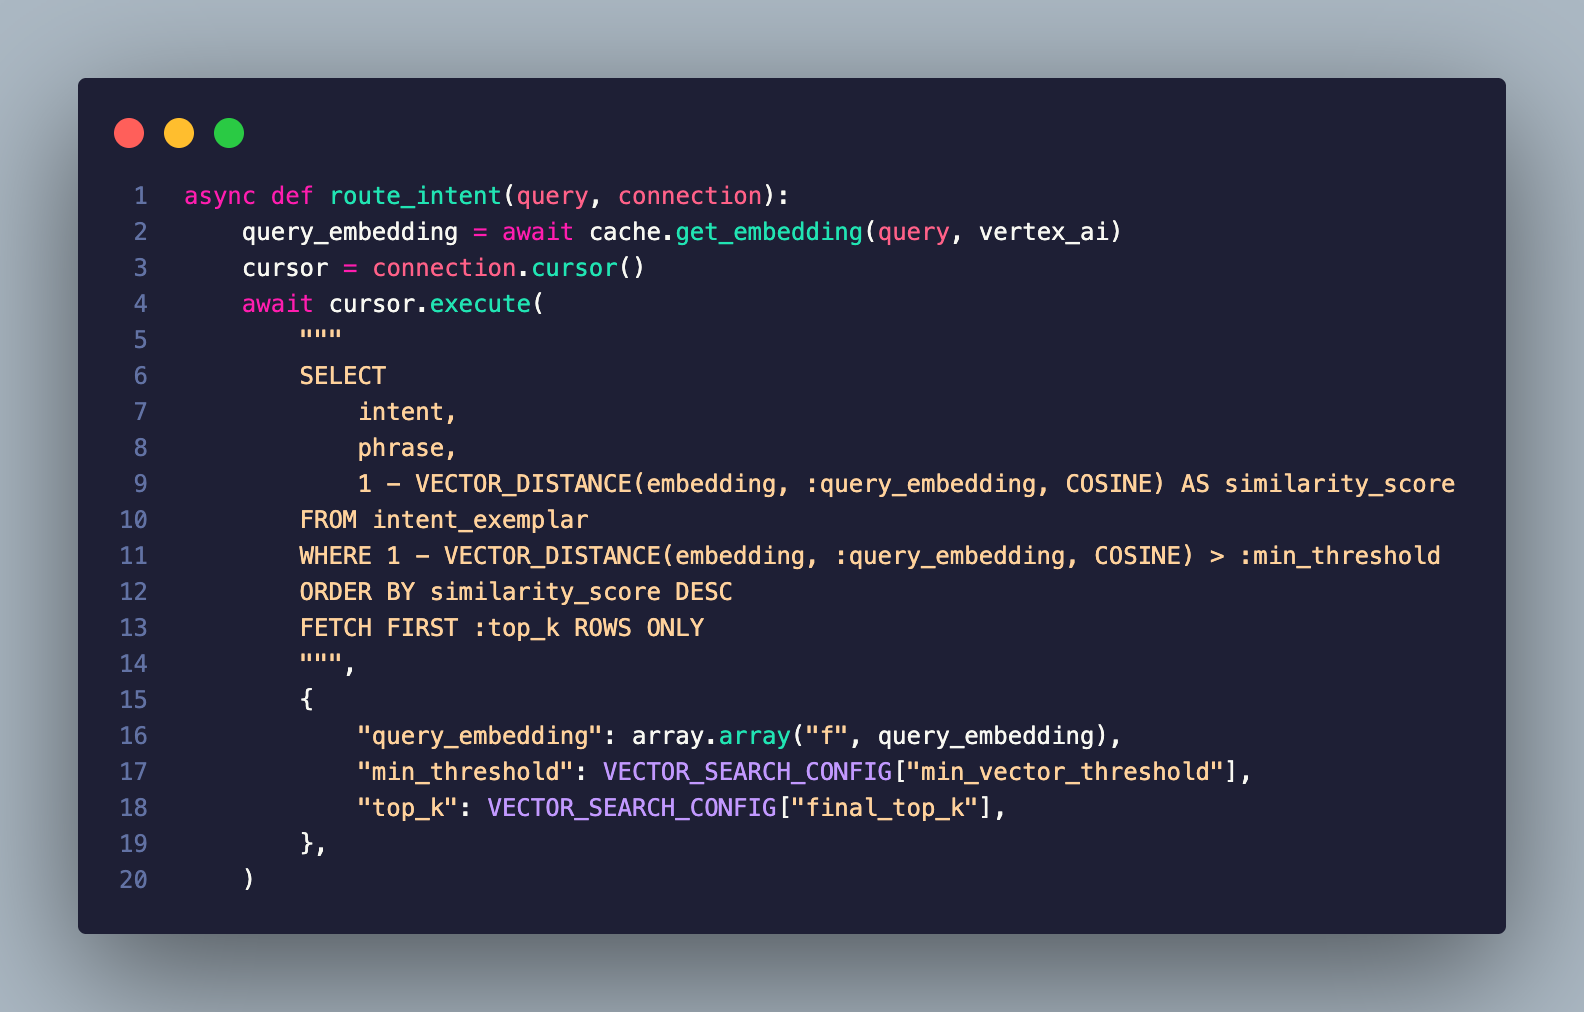 1 async def route_intent(query, connection):
2     query_embedding = await cache.get_embedding(query, vertex_ai)
3     cursor = connection.cursor()
4     await cursor.execute(
5         """
6         SELECT
7             intent,
8             phrase,
9             1 - VECTOR_DISTANCE(embedding, :query_embedding, COSINE) AS similarity_score
10         FROM intent_exemplar
11         WHERE 1 - VECTOR_DISTANCE(embedding, :query_embedding, COSINE) > :min_threshold
12         ORDER BY similarity_score DESC
13         FETCH FIRST :top_k ROWS ONLY
14         """,
15         {
16             "query_embedding": array.array("f", query_embedding),
17             "min_threshold": VECTOR_SEARCH_CONFIG["min_vector_threshold"],
18             "top_k": VECTOR_SEARCH_CONFIG["final_top_k"],
19         },
20     )